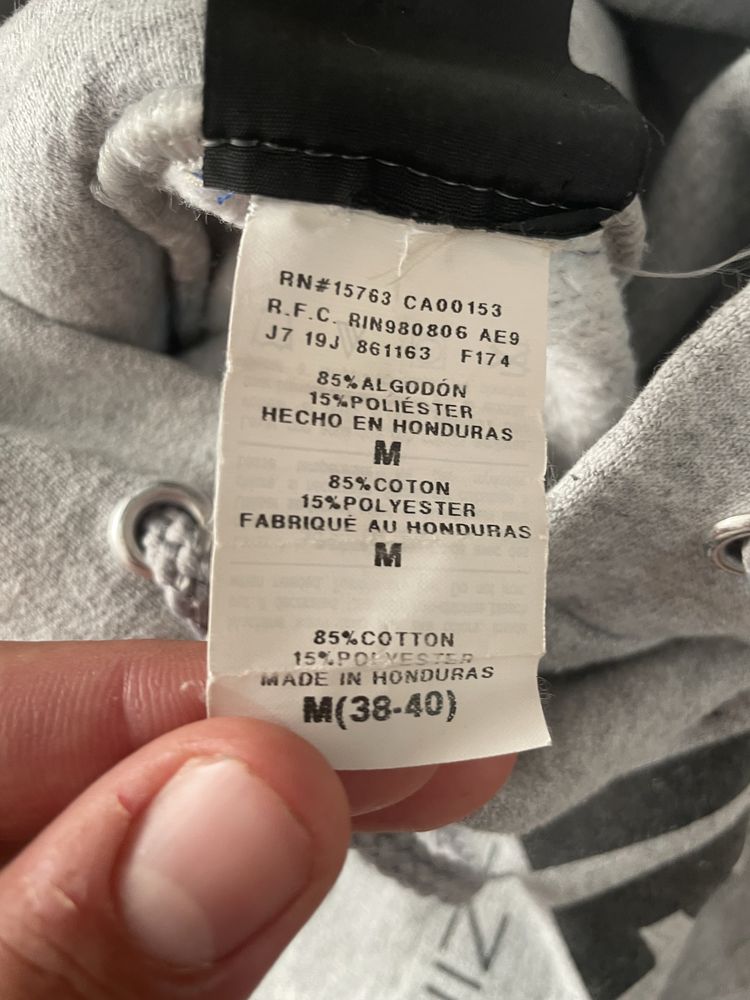 RN#15763 CA00153
R.F.C. RIN980806 AE9
J7 19J 861163 F174
85%ALGODÓN
15%POLIÉSTER
HECHO EN HONDURAS
M
85%COTON
15%POLYESTER
FABRIQUÉ AU HONDURAS
M
85%COTTON
15%POLYESTER
MADE IN HONDURAS
M(38-40)